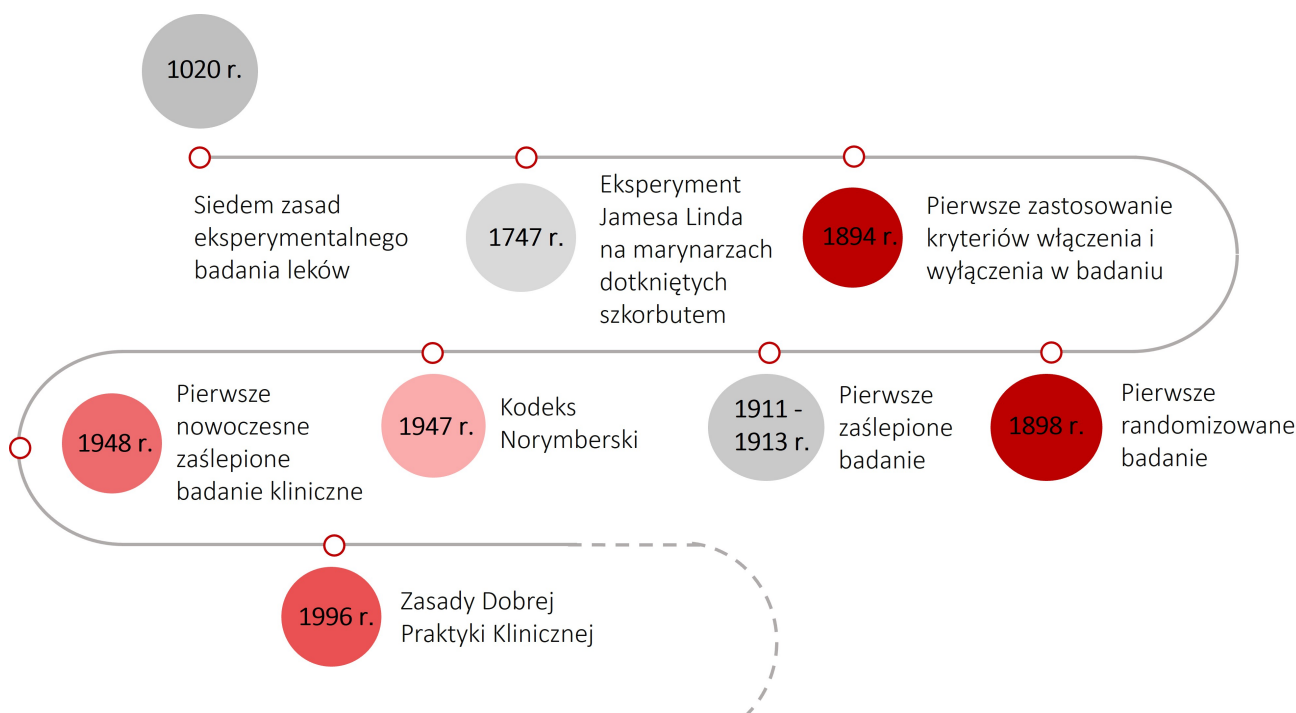 1020 r.
Siedem zasad
eksperymentalnego
badania leków
1747 r.
Eksperyment
Jamesa Linda
na marynarzach
dotkniętych
szkorbutem
1894 r.
Pierwsze zastosowanie
kryteriów włączenia i
wyłączenia w badaniu
1898 r.
Pierwsze
randomizowane
badanie
1911 -
1913 r.
Pierwsze
zaślepione
badanie
1947 r.
Kodeks
Norymberski
1948 r.
Pierwsze
nowoczesne
zaślepione
badanie kliniczne
1996 r.
Zasady Dobrej
Praktyki Klinicznej